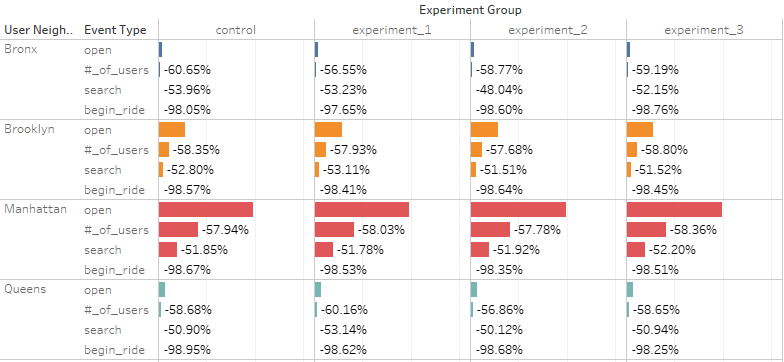 Experiment Group
User Neigh.. Event Type control experiment_1 experiment_2 experiment_3
Bronx open
#_of_users -60.65% -56.55% -58.77% -59.19%
search -53.96% -53.23% -48.04% -52.15%
begin_ride -98.05% -97.65% -98.60% -98.76%
Brooklyn open
#_of_users -58.35% -57.93% -57.68% -58.80%
search -52.80% -53.11% -51.51% -51.52%
begin_ride -98.57% -98.41% -98.64% -98.45%
Manhattan open
#_of_users -57.94% -58.03% -57.78% -58.36%
search -51.85% -51.78% -51.92% -52.20%
begin_ride -98.67% -98.53% -98.35% -98.51%
Queens open
#_of_users -58.68% -60.16% -56.86% -58.65%
search -50.90% -53.14% -50.12% -50.94%
begin_ride -98.95% -98.62% -98.68% -98.25%